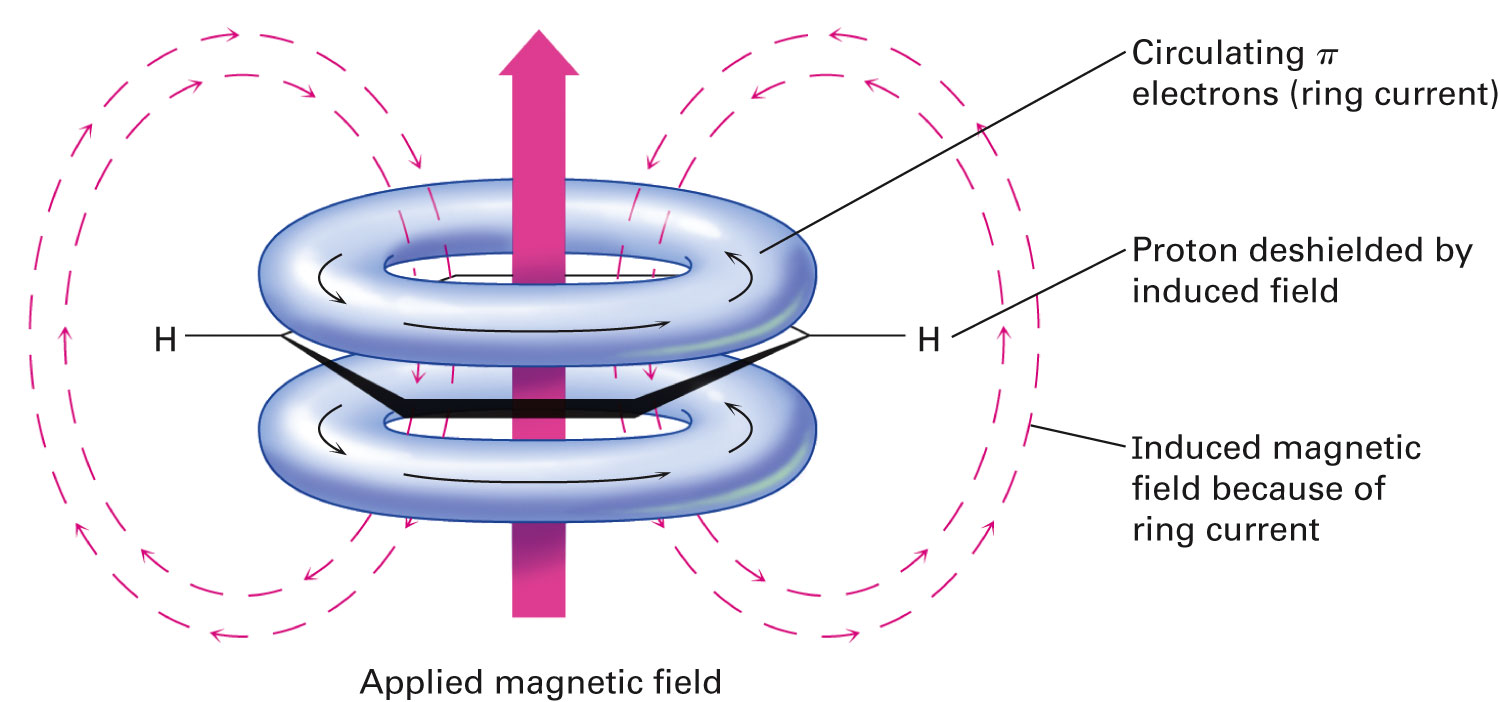 Circulating π
electrons (ring current)
Proton deshielded by
induced field
H
H
Induced magnetic
field because of
ring current
Applied magnetic field